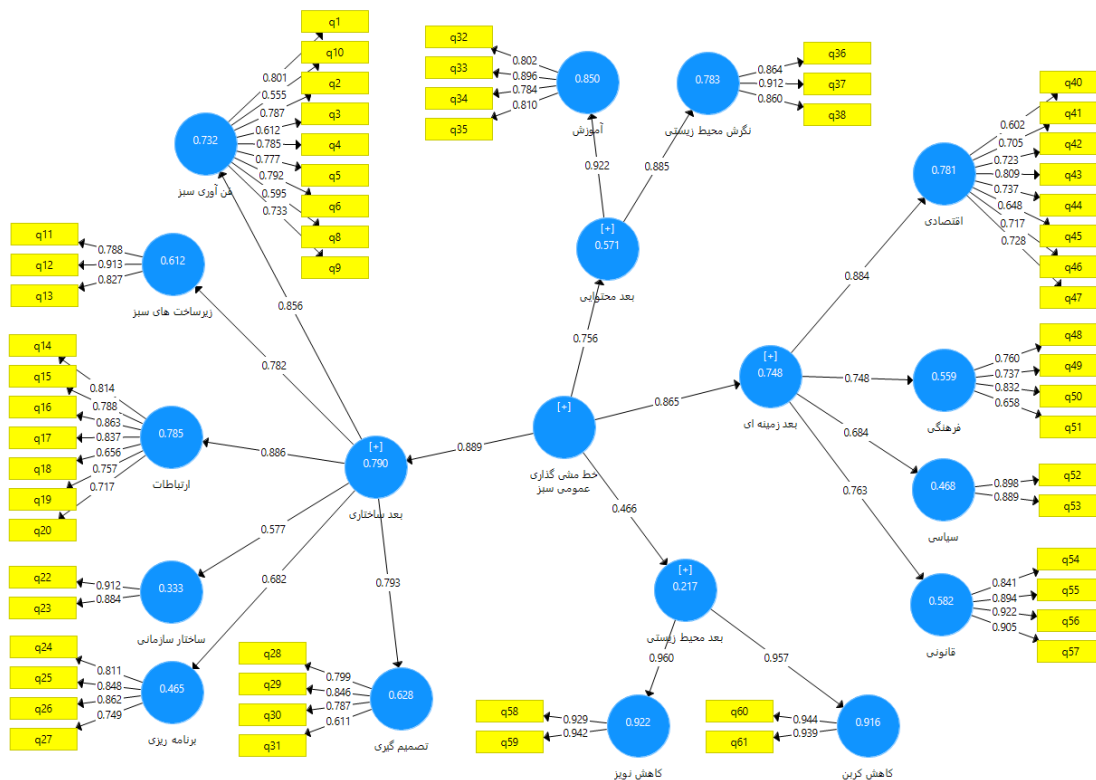 q1
q10
q2
q3
q4
q5
q6
q8
q9
0.801
0.555
0.787
0.612
0.785
0.777
0.792
0.595
0.733
0.732
فن آوری سبز
q32
q33
q34
q35
0.802
0.896
0.784
0.810
0.850
آموزش
0.783
نگرش محیط زیستی
0.864
0.912
0.860
q36
q37
q38
q40
q41
q42
q43
q44
q45
q46
q47
0.602
0.705
0.723
0.809
0.737
0.648
0.717
0.728
0.781
اقتصادی
q11
q12
q13
0.788
0.913
0.827
0.612
زیرساخت های سبز
0.922
0.885
[+]
0.571
بعد محتوایی
0.856
0.782
0.756
0.884
q14
q15
q16
q17
q18
q19
q20
0.814
0.788
0.863
0.837
0.656
0.757
0.717
0.785
ارتباطات
0.886
[+]
0.790
بعد ساختاری
0.889
[+]
خط مشی گذاری
عمومی سبز
0.865
[+]
0.748
بعد زمینه ای
0.748
0.684
0.763
0.559
فرهنگی
0.760
0.737
0.832
0.658
q48
q49
q50
q51
0.468
سیاسی
0.898
0.889
q52
q53
0.582
قانونی
0.841
0.894
0.922
0.905
q54
q55
q56
q57
0.577
0.682
0.793
0.466
q22
q23
0.912
0.884
0.333
ساختار سازمانی
q24
q25
q26
q27
0.811
0.848
0.862
0.749
0.465
برنامه ریزی
q28
q29
q30
q31
0.799
0.846
0.787
0.611
0.628
تصمیم گیری
[+]
0.217
بعد محیط زیستی
0.960
0.957
q58
q59
0.929
0.942
0.922
کاهش نویز
q60
q61
0.944
0.939
0.916
کاهش کربن